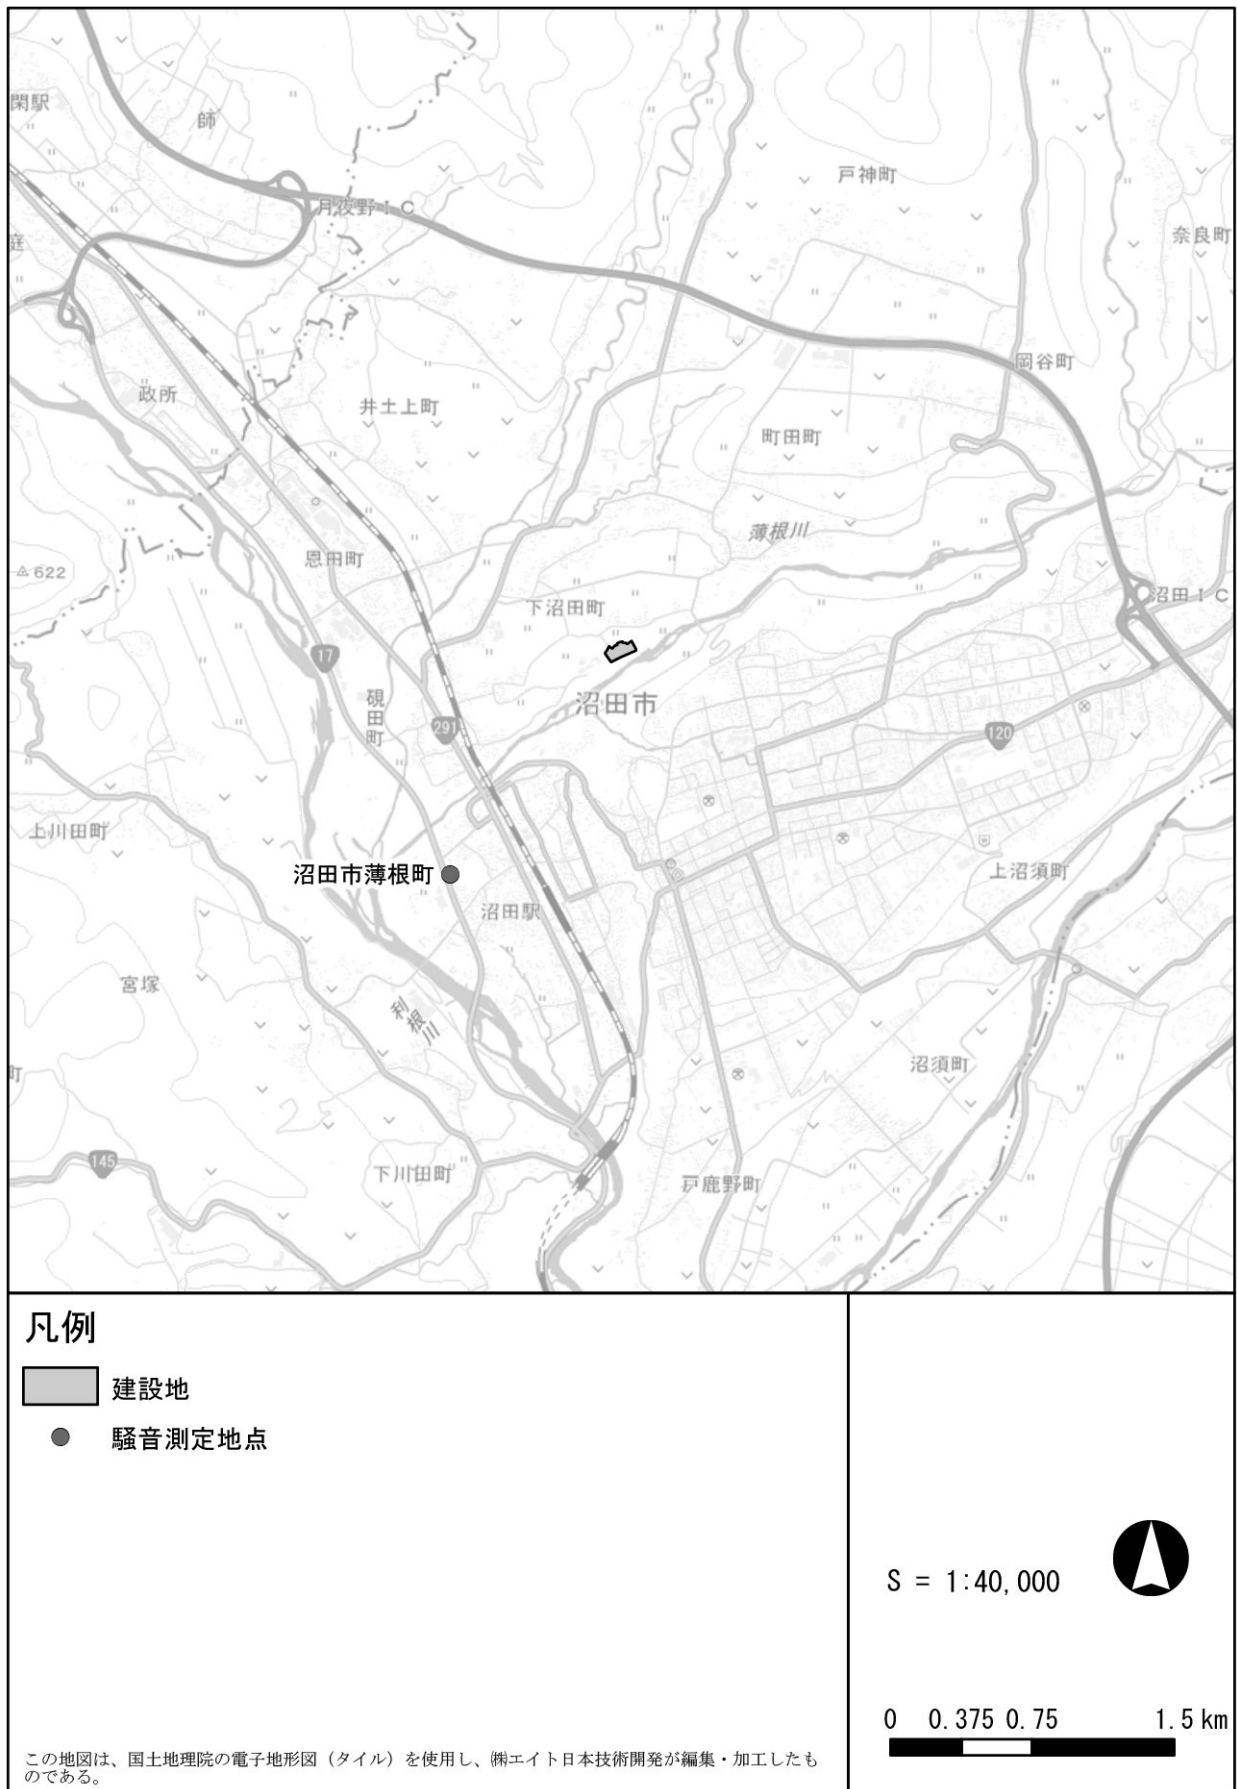 閑駅
師
戸神町
月夜野IC
奈良町
庭
岡谷町
政所
井土上町
町田町
薄根川
恩田町
622
下沼田町
沼田IC
17
硯田町
沼田市
291
120
上川田町
沼田市薄根町
上沼須町
沼田駅
宮塚
利根川
沼須町
町
145
下川田町
戸鹿野町
凡例
建設地
騒音測定地点
S = 1:40,000
0 0.375 0.75 1.5 km
この地図は、国土地理院の電子地形図（タイル）を使用し、㈱エイト日本技術開発が編集・加工したも
のである。